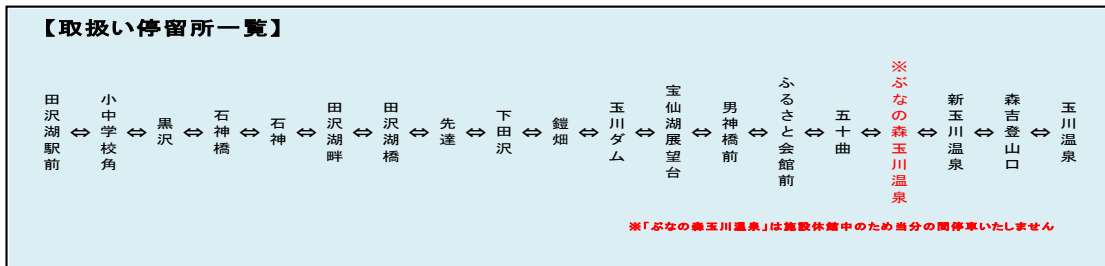 【取扱い停留所一覧】
田沢湖駅前 ⇔ 小中学校角 ⇔ 黒沢 ⇔ 石神橋 ⇔ 石神 ⇔ 田沢湖畔 ⇔ 田沢湖橋 ⇔ 先達 ⇔ 下田沢 ⇔ 鎧畑 ⇔ 玉川ダム ⇔ 宝仙湖展望台 ⇔ 男神橋前 ⇔ ふるさと会館前 ⇔ 五十曲 ⇔ ※ぶなの森玉川温泉 ⇔ 新玉川温泉 ⇔ 森吉登山口 ⇔ 玉川温泉
※「ぶなの森玉川温泉」は施設休館中のため当分の間停車いたしません